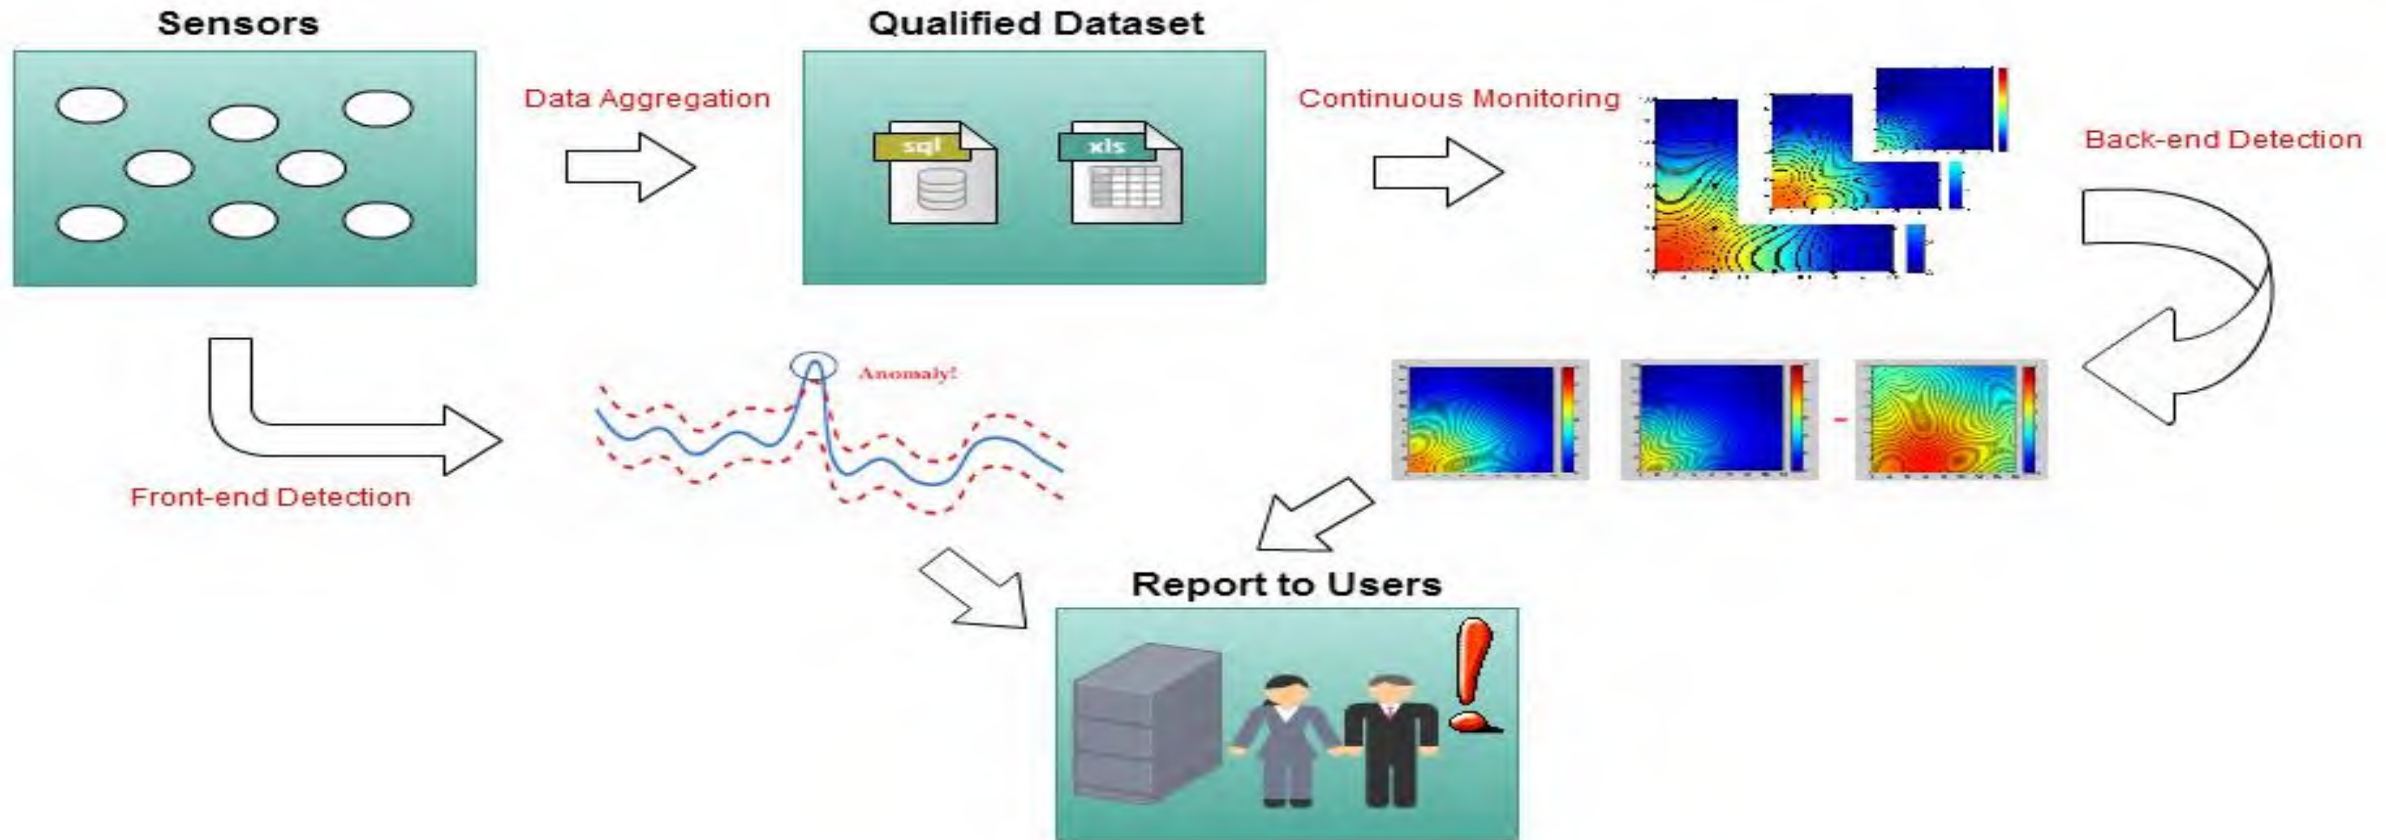 Sensors
Qualified Dataset
Data Aggregation
Continuous Monitoring
Back-end Detection
sql
xls
Anomaly!
Front-end Detection
Report to Users